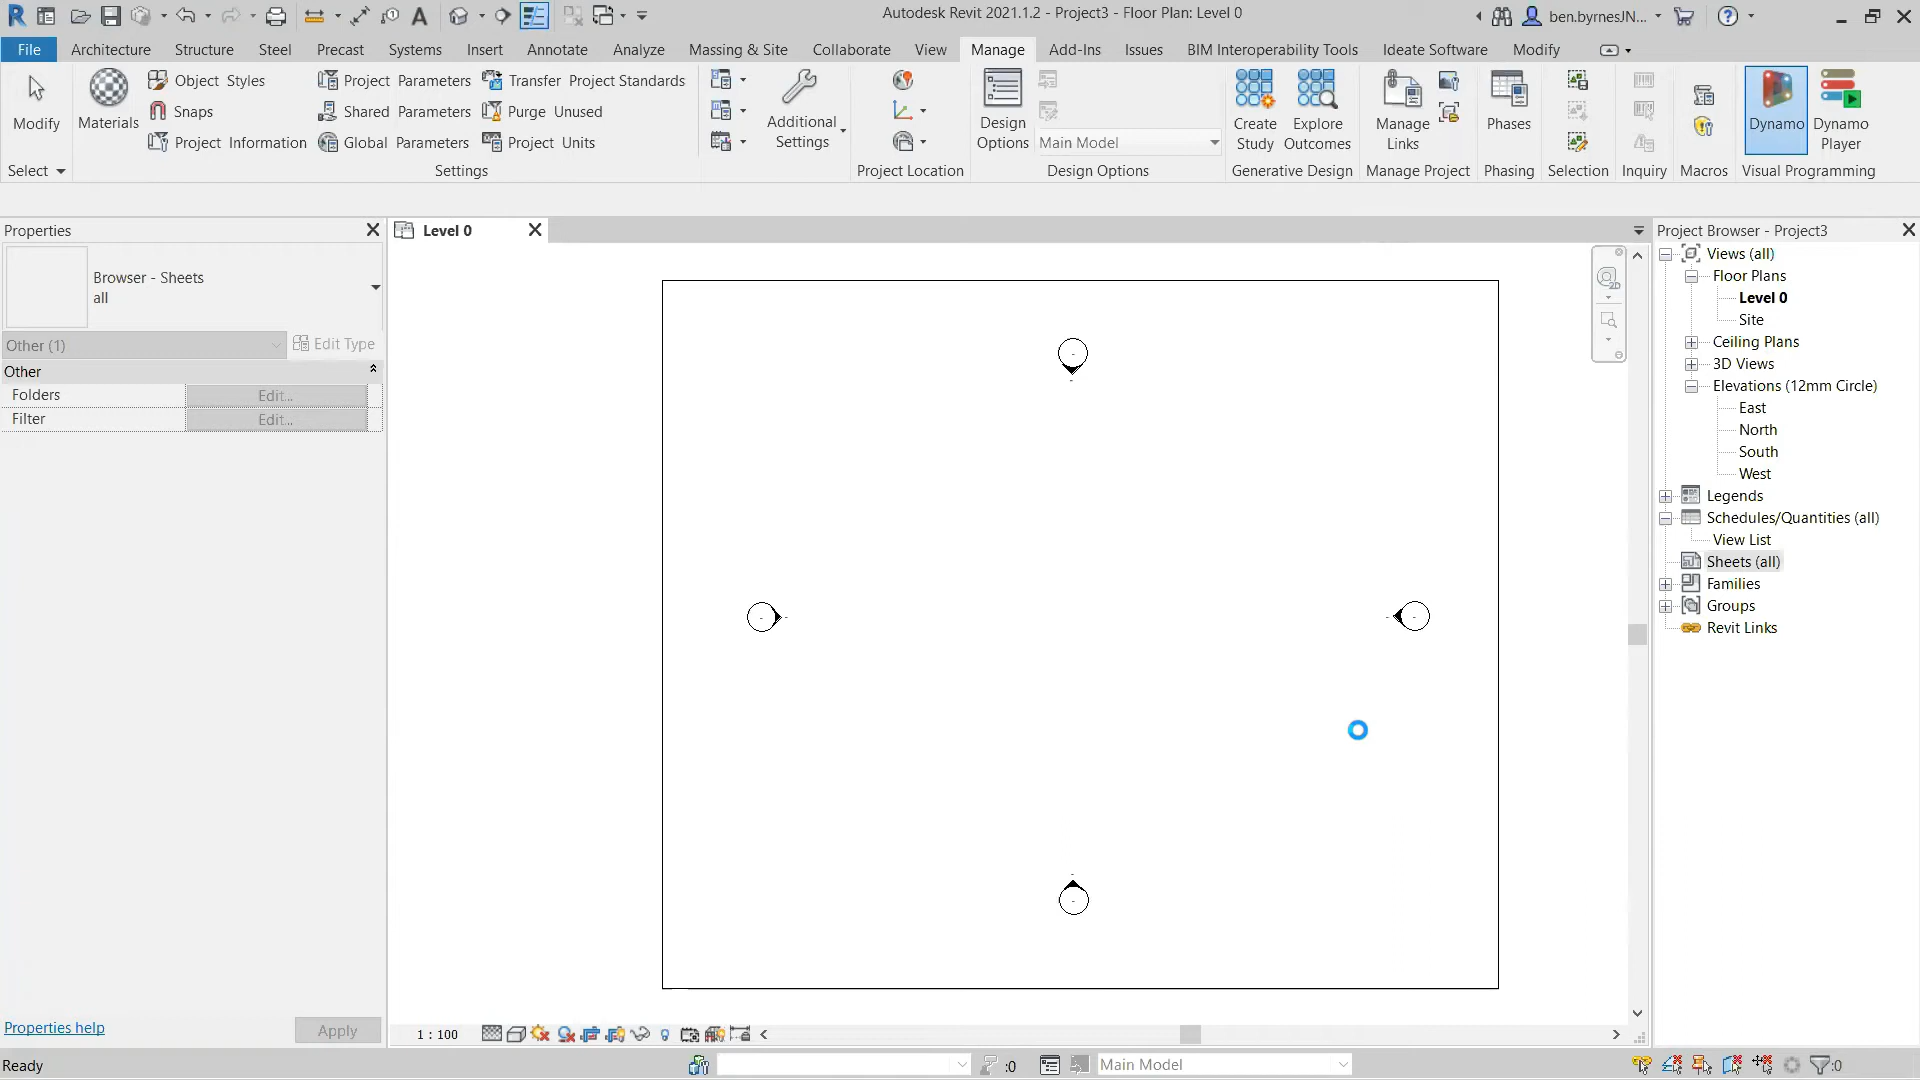 Autodesk Revit 2021.1.2 - Project3 - Floor Plan: Level 0
ben.byrnesJN...
File Architecture Structure Steel Precast Systems Insert Annotate Analyze Massing & Site Collaborate View Manage Add-Ins Issues BIM Interoperability Tools Ideate Software Modify
Modify
Select
Materials
Object Styles
Snaps
Project Information
Project Parameters
Shared Parameters
Global Parameters
Transfer Project Standards
Purge Unused
Project Units
Settings
Additional
Settings
Project Location
Design
Options
Main Model
Design Options
Create
Study
Explore
Outcomes
Generative Design
Manage
Links
Manage Project
Phases
Phasing
Selection
Inquiry
Macros
Dynamo
Dynamo
Player
Visual Programming
Properties
Browser - Sheets
all
Other (1)
Edit Type
Other
Folders Edit...
Filter Edit...
Properties help
Apply
Level 0
2D
1 : 100
Project Browser - Project3
Views (all)
Floor Plans
Level 0
Site
Ceiling Plans
3D Views
Elevations (12mm Circle)
East
North
South
West
Legends
Schedules/Quantities (all)
View List
Sheets (all)
Families
Groups
Revit Links
Ready
:0
Main Model
:0